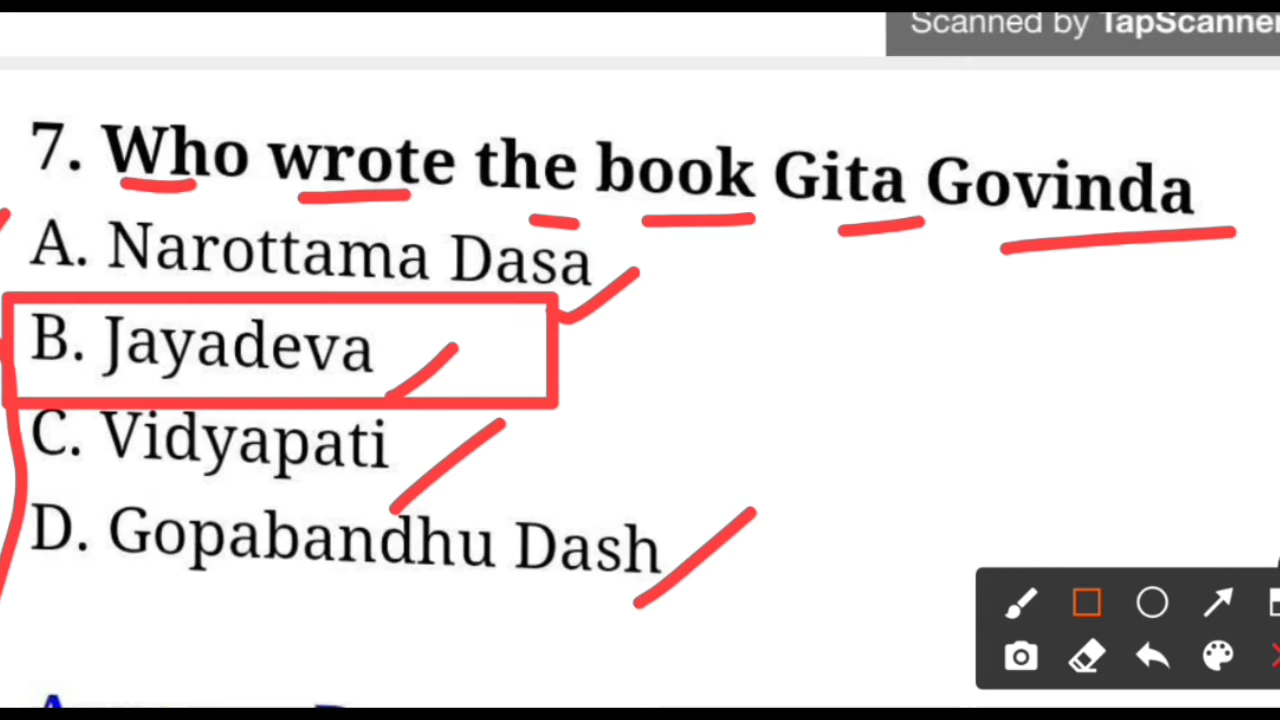 Scanned by TapScanner
7. Who wrote the book Gita Govinda
A. Narottama Dasa
B. Jayadeva
C. Vidyapati
D. Gopabandhu Dash